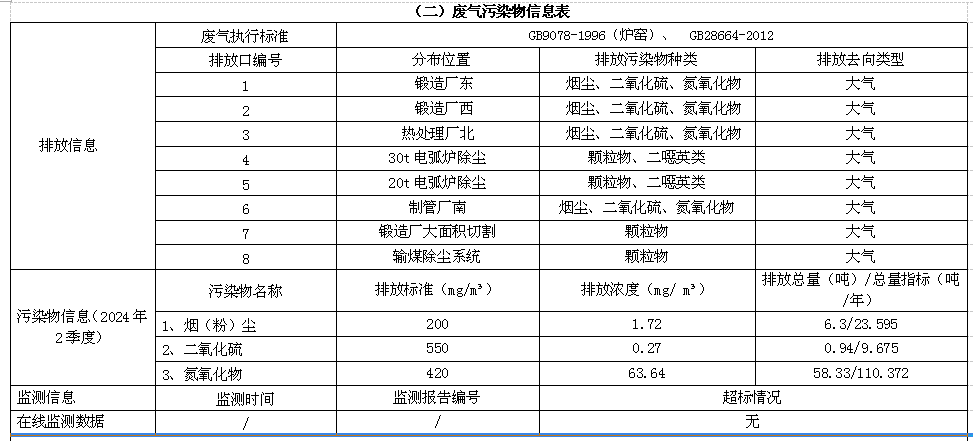 （二）废气污染物信息表
废气执行标准 GB9078-1996（炉窑）、 GB28664-2012
排放口编号 分布位置 排放污染物种类 排放去向类型
1 锻造厂东 烟尘、二氧化硫、氮氧化物 大气
2 锻造厂西 烟尘、二氧化硫、氮氧化物 大气
3 热处理厂北 烟尘、二氧化硫、氮氧化物 大气
排放信息
4 30t电弧炉除尘 颗粒物、二噁英类 大气
5 20t电弧炉除尘 颗粒物、二噁英类 大气
6 制管厂南 烟尘、二氧化硫、氮氧化物 大气
7 锻造厂大面积切割 颗粒物 大气
8 输煤除尘系统 颗粒物 大气
污染物名称 排放标准（mg/m³） 排放浓度（mg/ m³） 排放总量（吨）/总量指标（吨
/年）
污染物信息（2024年
2季度）
1、烟（粉）尘 200 1.72 6.3/23.595
2、二氧化硫 550 0.27 0.94/9.675
3、氮氧化物 420 63.64 58.33/110.372
监测信息 监测时间 监测报告编号 超标情况
在线监测数据 / / 无